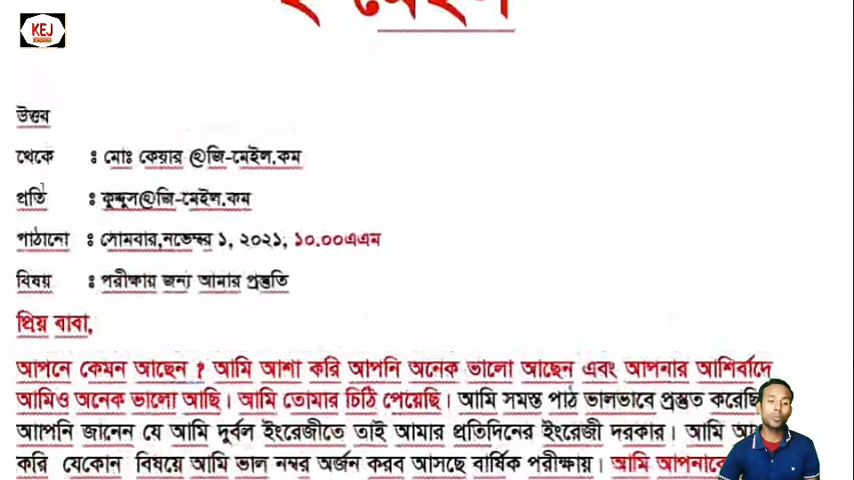 KEJ
ই মেইল
উত্তর
থেকে : মোঃ কেয়ার @জি-মেইল.কম
প্রতি : কুদ্দুস@জি-মেইল.কম
পাঠানো : সোমবার,নভেম্বর ১, ২০২১, ১০.০০এএম
বিষয় : পরীক্ষায় জন্য আমার প্রস্তুতি
প্রিয় বাবা,
আপনে কেমন আছেন ? আমি আশা করি আপনি অনেক ভালো আছেন এবং আপনার আশির্বাদে
আমিও অনেক ভালো আছি। আমি তোমার চিঠি পেয়েছি। আমি সমস্ত পাঠ ভালভাবে প্রস্তুত করেছি
আাপনি জানেন যে আমি দুর্বল ইংরেজীতে তাই আমার প্রতিদিনের ইংরেজী দরকার। আমি
করি যেকোন বিষয়ে আমি ভাল নম্বর অর্জন করব আসছে বার্ষিক পরীক্ষায়। আমি